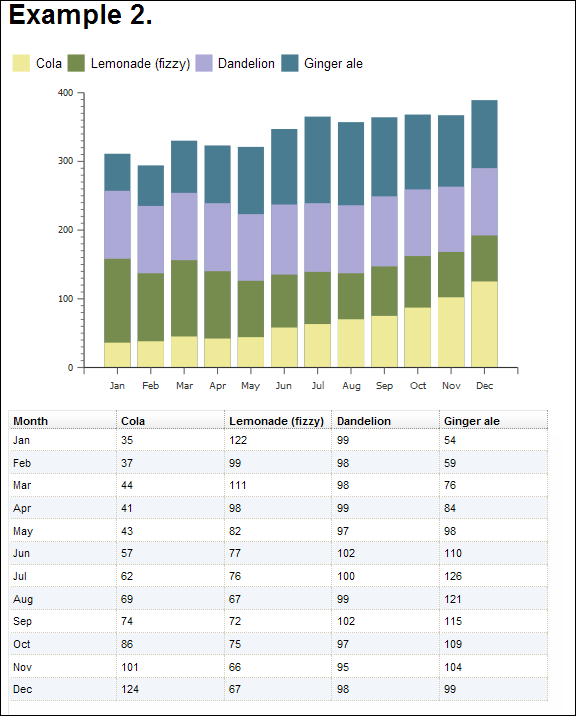 Example 2.
Cola Lemonade (fizzy) Dandelion Ginger ale
400
300
200
100
0
Jan Feb Mar Apr May Jun Jul Aug Sep Oct Nov Dec
Month Cola Lemonade (fizzy) Dandelion Ginger ale
Jan 35 122 99 54
Feb 37 99 98 59
Mar 44 111 98 76
Apr 41 98 99 84
May 43 82 97 98
Jun 57 77 102 110
Jul 62 76 100 126
Aug 69 67 99 121
Sep 74 72 102 115
Oct 86 75 97 109
Nov 101 66 95 104
Dec 124 67 98 99